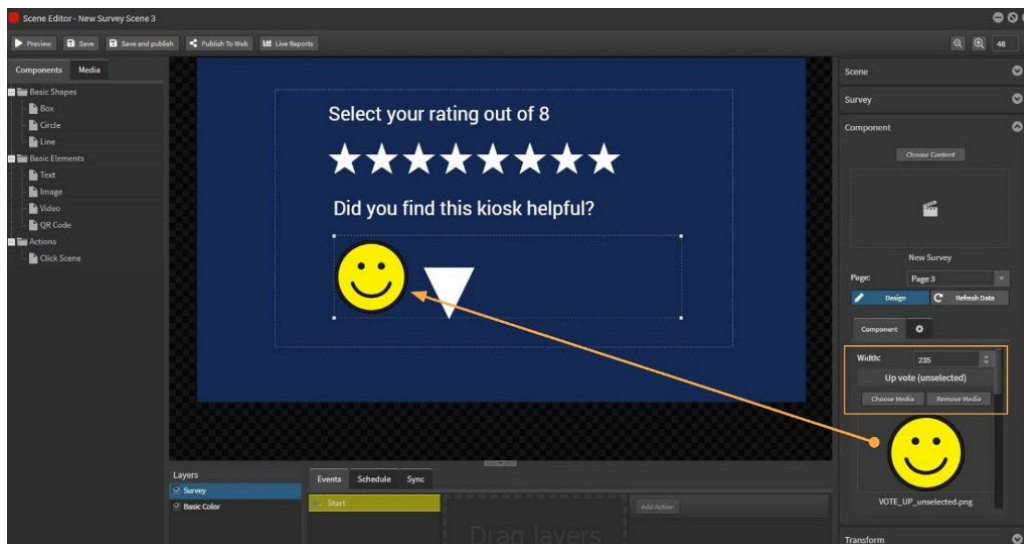 Scene Editor - New Survey Scene 3
Preview Save Save and publish Publish To Web Live Reports 48
Components Media
Basic Shapes
Box
Circle
Line
Basic Elements
Text
Image
Video
QR Code
Actions
Click Scene
Select your rating out of 8
Did you find this kiosk helpful?
Scene
Survey
Component
Choose Content
New Survey
Page: Page 3
Design Refresh Data
Component
Width: 235
Up vote (unselected)
Choose Media Remove Media
VOTE_UP_unselected.png
Transform
Layers
Survey
Basic Color
Events Schedule Sync
Start
Add Action
Drag layers